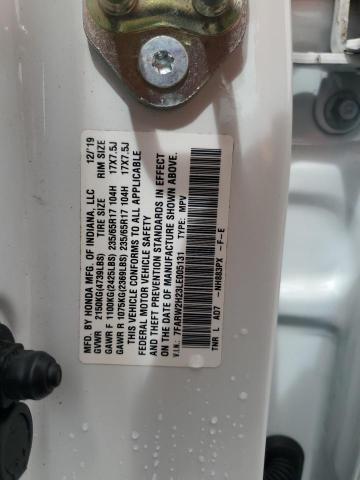 MFD. BY HONDA MFG. OF INDIANA, LLC 12/'19
GVWR 2150KG(4739LBS) TIRE SIZE RIM SIZE
GAWR F 1100KG(2425LBS) 235/65R17 104H 17X7.5J
GAWR R 1075KG(2369LBS) 235/65R17 104H 17X7.5J
THIS VEHICLE CONFORMS TO ALL APPLICABLE
FEDERAL MOTOR VEHICLE SAFETY
AND THEFT PREVENTION STANDARDS IN EFFECT
ON THE DATE OF MANUFACTURE SHOWN ABOVE.
V.I.N.: 7FARW2H23LE005131 TYPE: MPV
TNR L AD7 -NH883PX -F-E